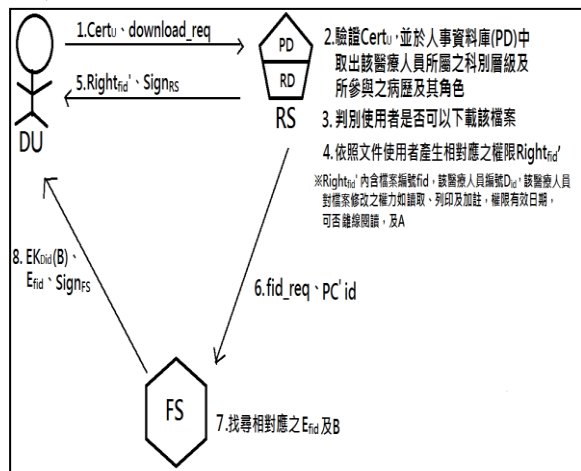 1.Certu、download_req
PD
RD
RS
2.驗證Certu,並於人事資料庫(PD)中
取出該醫療人員所屬之科別層級及
所參與之病歷及其角色
5.Rightfid'、SignRS
DU
3. 判別使用者是否可以下載該檔案
4. 依照文件使用者產生相對應之權限Rightfid'
※Rightfid'內含檔案編號fid,該醫療人員編號Did,該醫療人員
對檔案修改之權力如讀取、列印及加註,權限有效日期,
可否離線閱讀,及A
8. EKDid(B)、
Efid、SignFS
6.fid_req、PC'id
FS
7.找尋相對應之Efid及B